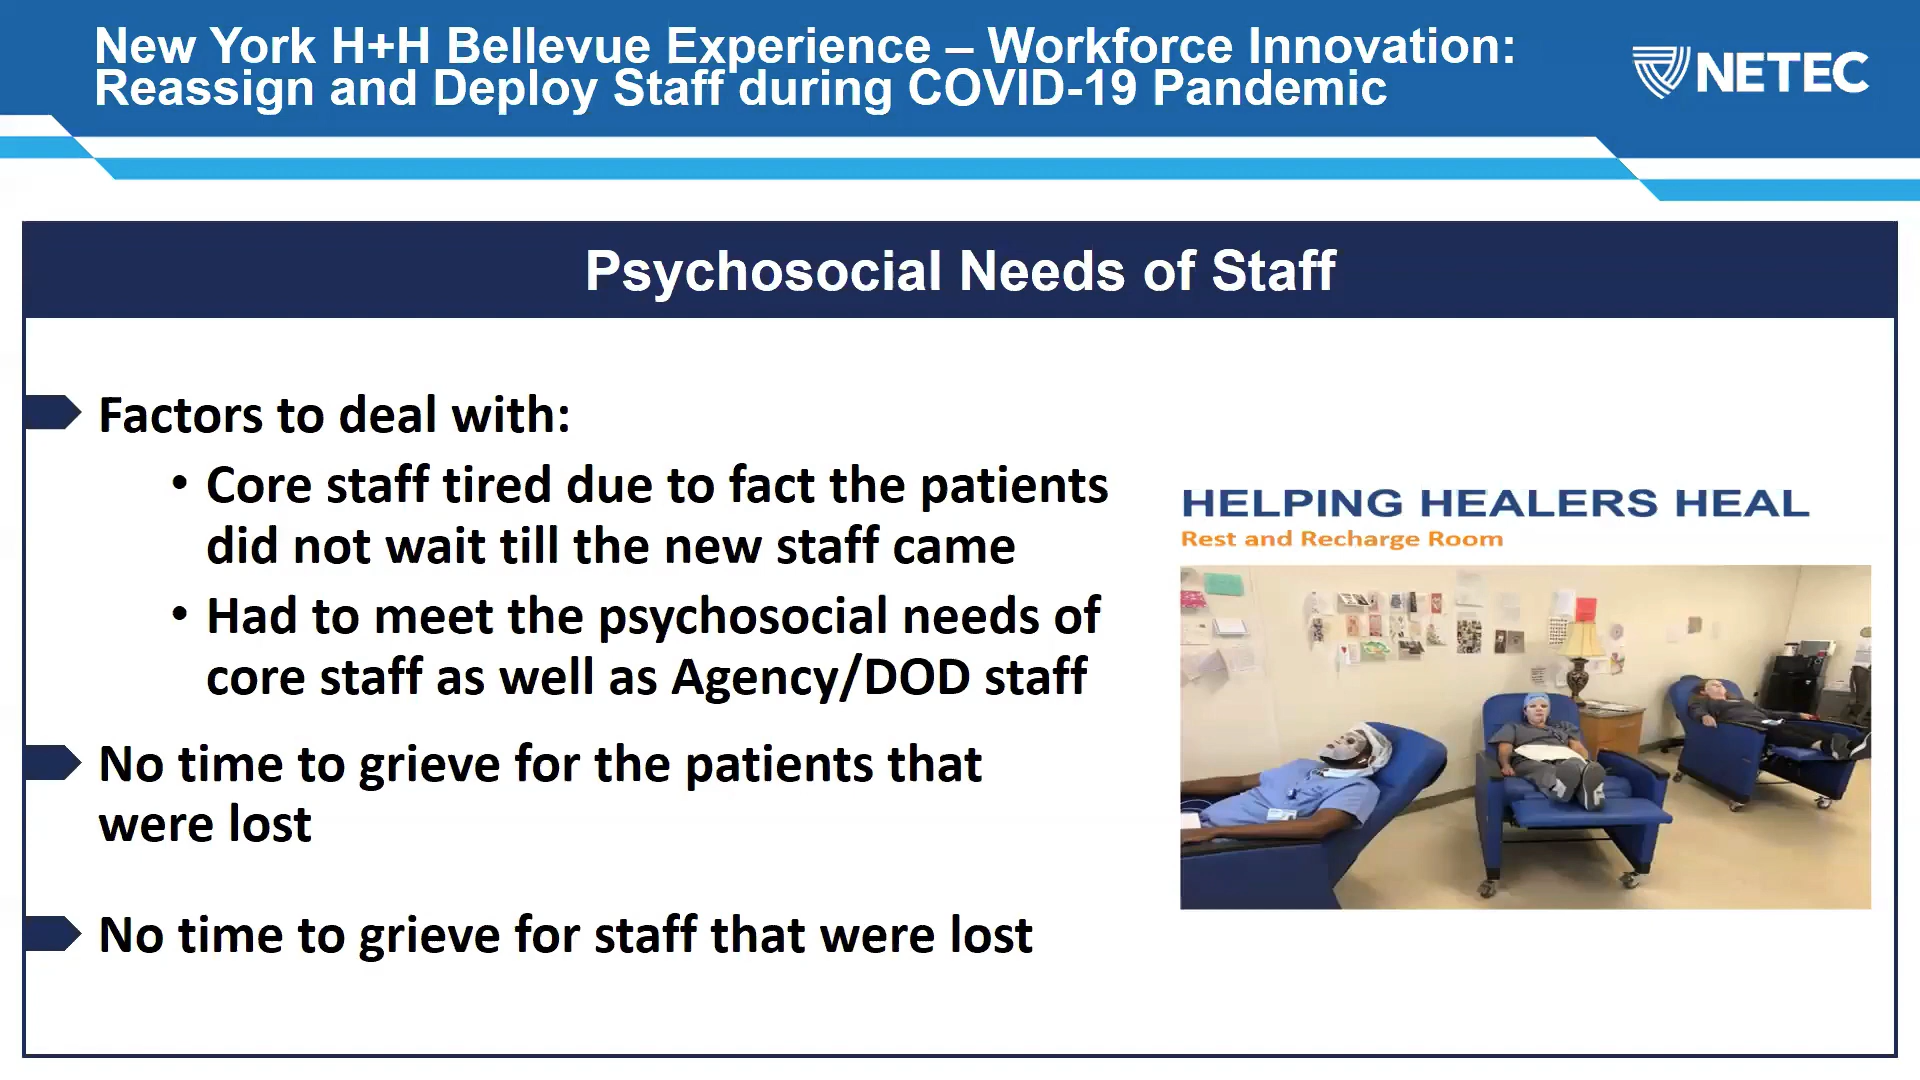 New York H+H Bellevue Experience – Workforce Innovation:
Reassign and Deploy Staff during COVID-19 Pandemic
NETEC
Psychosocial Needs of Staff
Factors to deal with:
• Core staff tired due to fact the patients
did not wait till the new staff came
• Had to meet the psychosocial needs of
core staff as well as Agency/DOD staff
No time to grieve for the patients that
were lost
No time to grieve for staff that were lost
HELPING HEALERS HEAL
Rest and Recharge Room